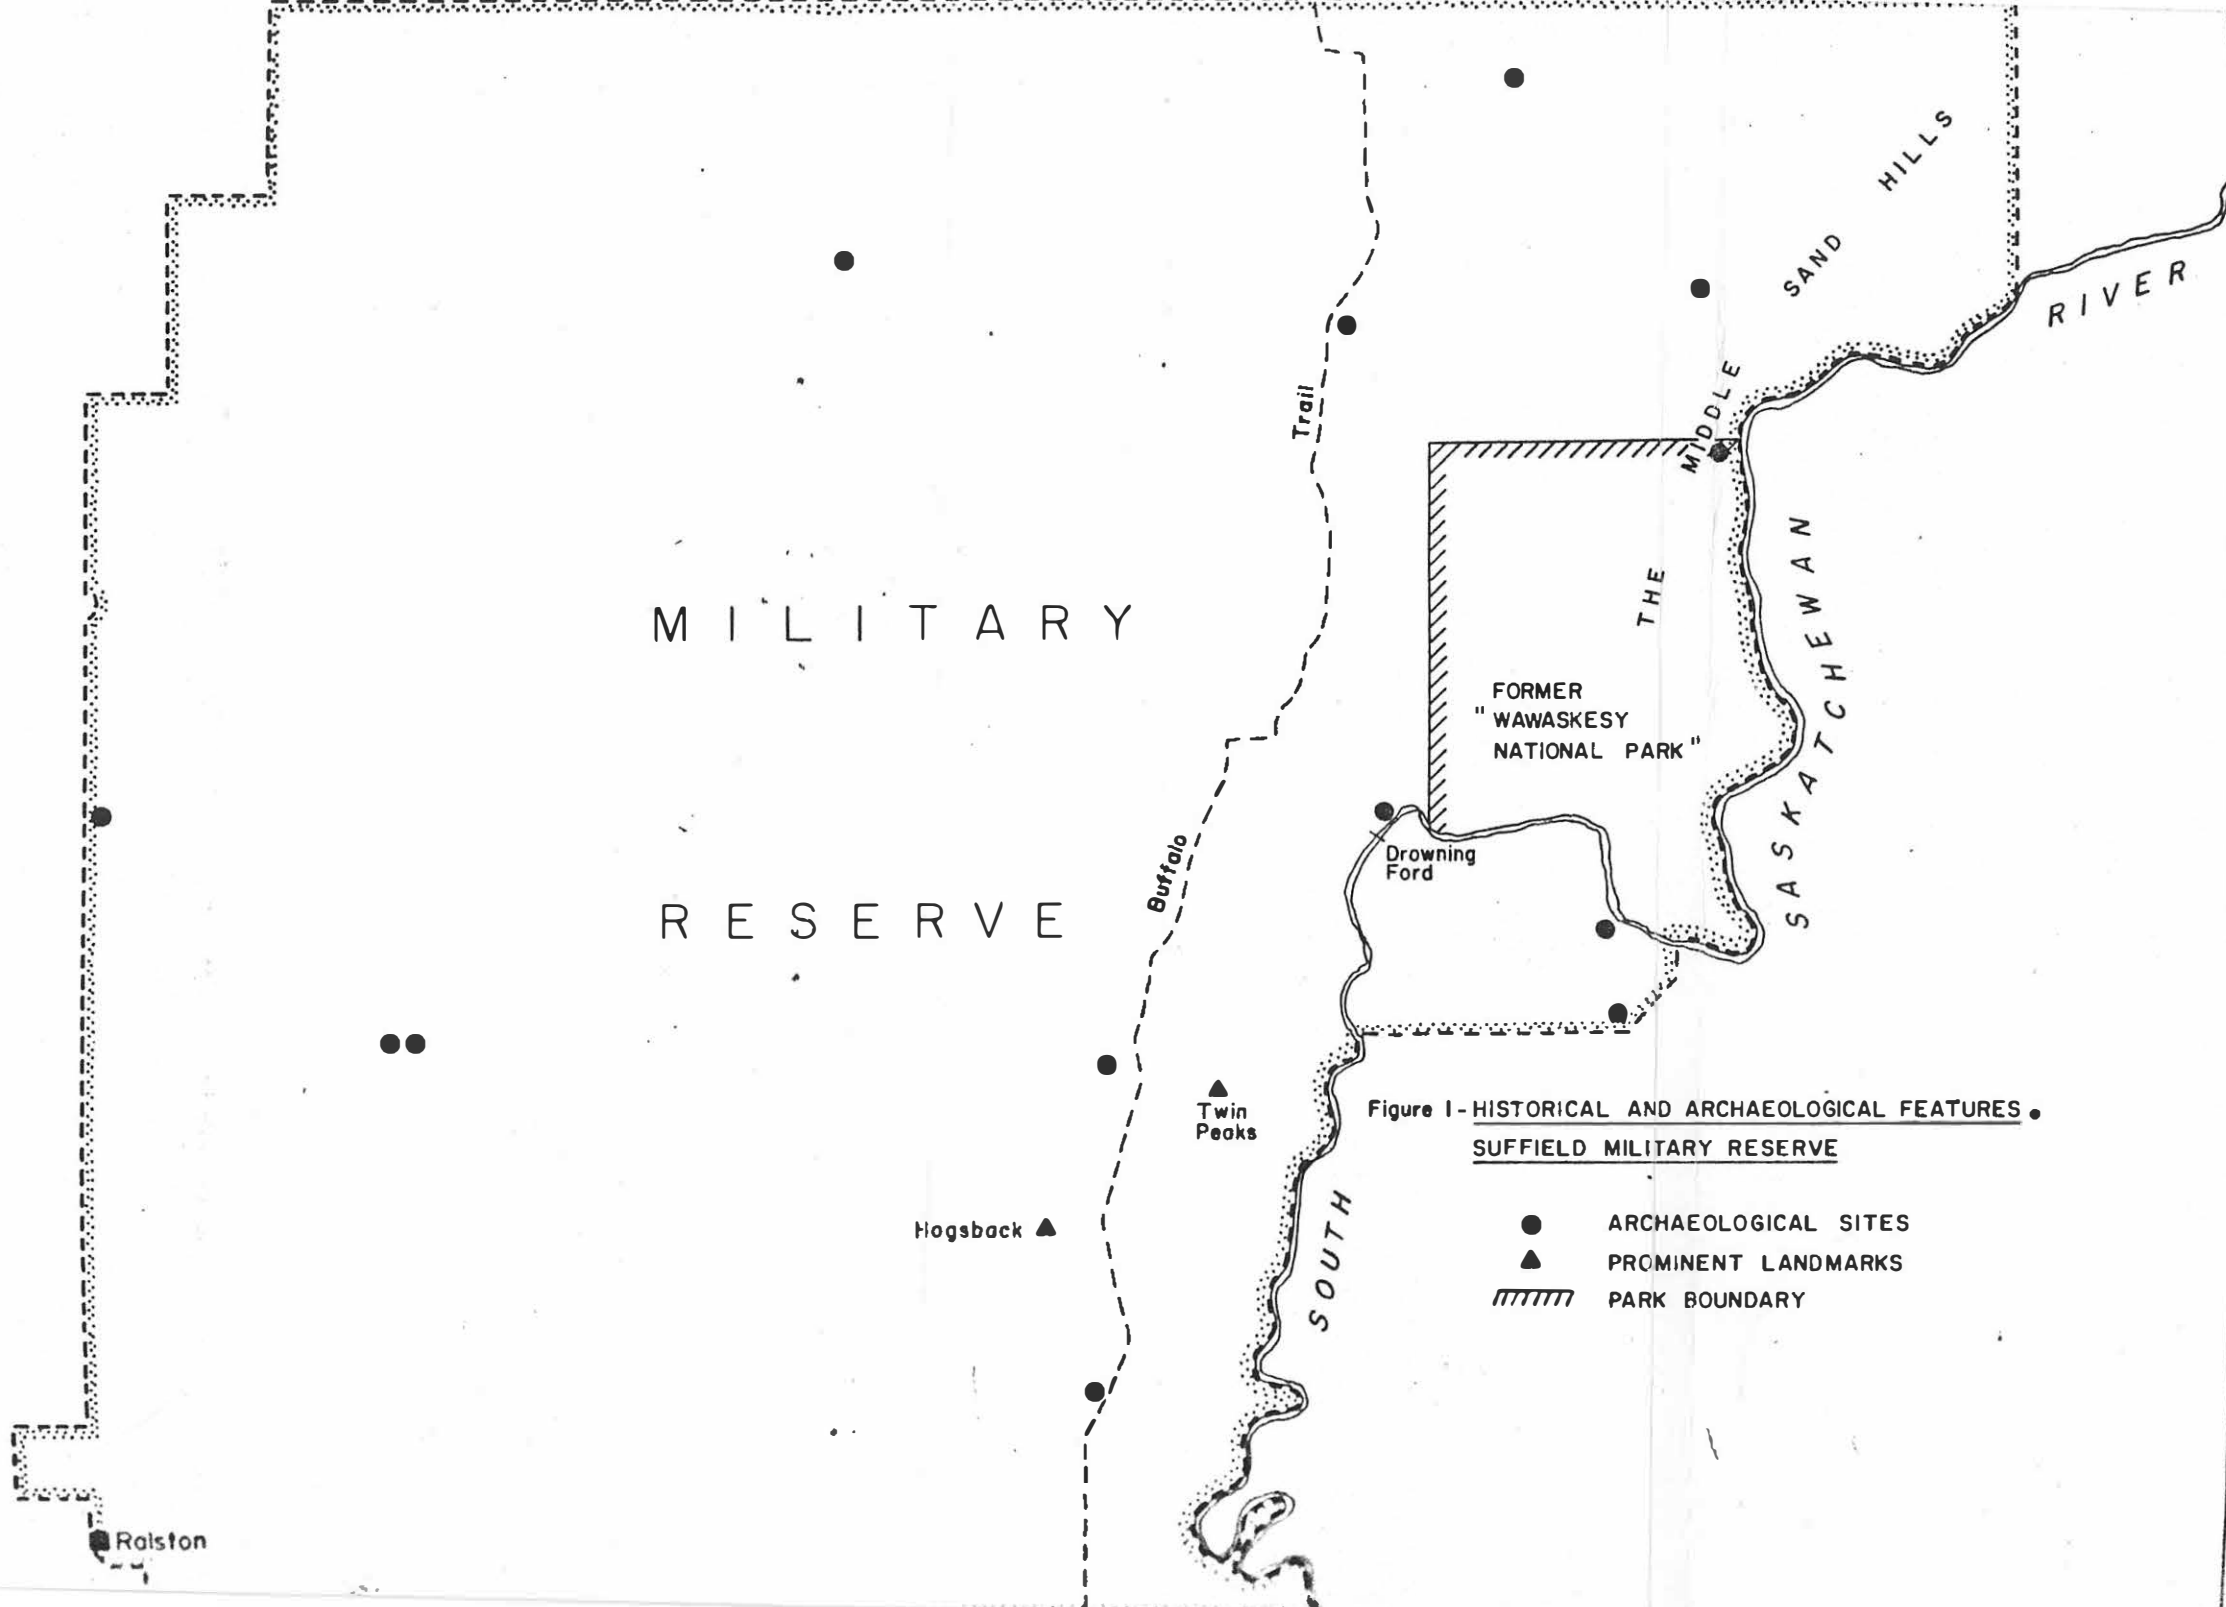 HILLS
SAND
RIVER
MIDDLE
THE
Trail
SASKATCHEWAN
MILITARY
FORMER
" WAWASKESY
NATIONAL PARK "
Buffalo
Drowning
Ford
RESERVE
Twin
Peaks
Figure 1 - HISTORICAL AND ARCHAEOLOGICAL FEATURES
SUFFIELD MILITARY RESERVE
Hogsback
SOUTH
ARCHAEOLOGICAL SITES
PROMINENT LANDMARKS
PARK BOUNDARY
Ralston